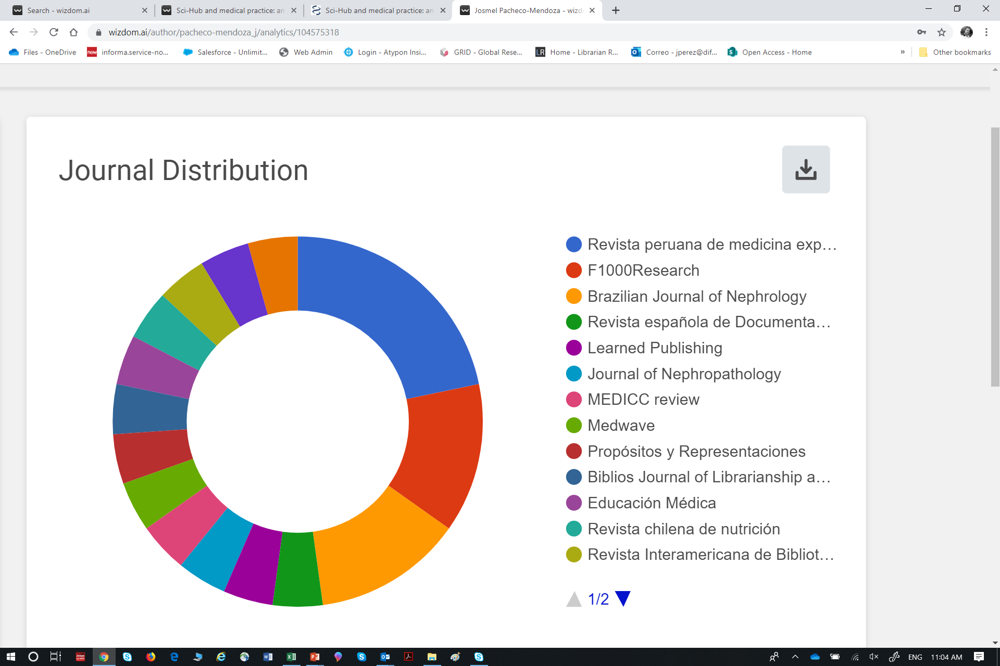 Search - wizdom.ai
Sci-Hub and medical practice: an
Sci-Hub and medical practice: an
Josmel Pacheco-Mendoza - wizd
wizdom.ai/author/pacheco-mendoza_j/analytics/104575318
Files - OneDrive
now
informa.service-no...
Salesforce - Unlimit...
Web Admin
Login - Atypon Insi...
GRID - Global Rese...
LR
Home - Librarian R...
Correo - jperez@dif...
Open Access - Home
»
Other bookmarks
Journal Distribution
Revista peruana de medicina exp...
F1000Research
Brazilian Journal of Nephrology
Revista española de Documenta...
Learned Publishing
Journal of Nephropathology
MEDICC review
Medwave
Propósitos y Representaciones
Biblios Journal of Librarianship a...
Educación Médica
Revista chilena de nutrición
Revista Interamericana de Bibliot...
1/2
ENG
11:04 AM